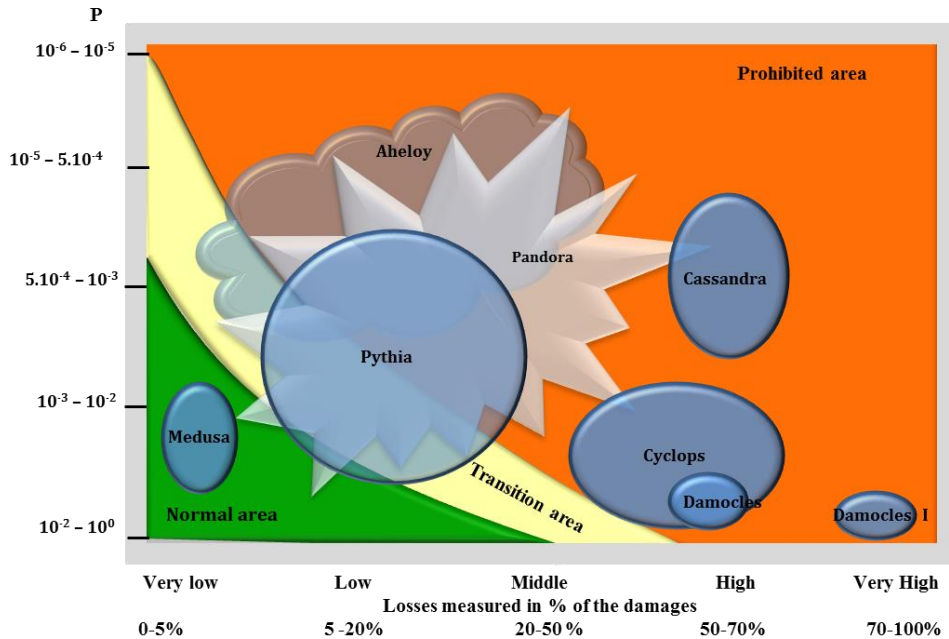 P
10⁻⁶ – 10⁻⁵
Prohibited area
Aheloy
10⁻⁵ – 5.10⁻⁴
Pandora
5.10⁻⁴ – 10⁻³
Cassandra
Pythia
10⁻³ – 10⁻²
Medusa
Cyclops
Transition area
Damocles
Normal area
Damocles I
10⁻² – 10⁰
Very low Low Middle High Very High
Losses measured in % of the damages
0-5% 5 -20% 20-50 % 50-70% 70-100%